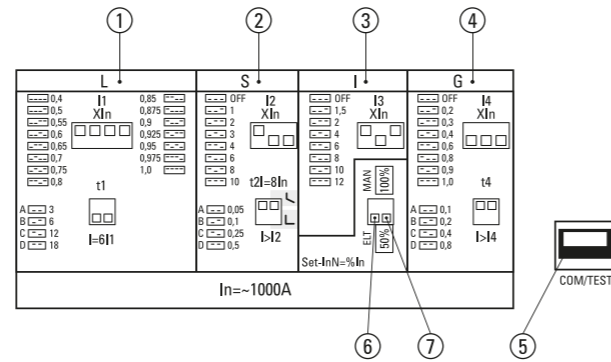 1 2 3 4
L S I G
I1 XIn
0,4
0,5
0,55
0,6
0,65
0,7
0,75
0,8
0,85
0,875
0,9
0,925
0,95
0,975
1,0
t1
A 3
B 6
C 12
D 18
I=6I1
I2 XIn
OFF
1
2
3
4
6
8
10
t2I=8In
A 0,05
B 0,1
C 0,25
D 0,5
I>I2
I3 XIn
OFF
1,5
2
4
6
8
10
12
MAN 100%
ELT 50%
Set-InN=%In
I4 XIn
OFF
0,2
0,3
0,4
0,6
0,8
0,9
1,0
t4
A 0,1
B 0,2
C 0,4
D 0,8
I>I4
In=~1000A
COM/TEST
6 7 5